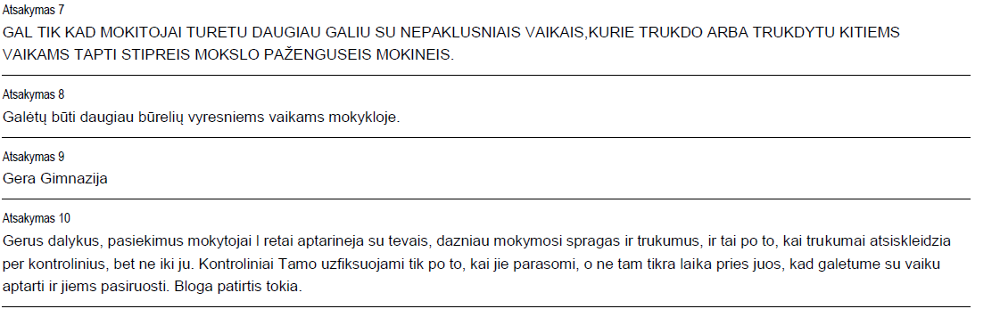 Atsakymas 7
GAL TIK KAD MOKITOJAI TURETU DAUGIAU GALIU SU NEPAKLUSNIAIS VAIKAIS,KURIE TRUKDO ARBA TRUKDYTU KITIEMS
VAIKAMS TAPTI STIPREIS MOKSLO PAŽENGUSEIS MOKINEIS.
Atsakymas 8
Galėtų būti daugiau būrelių vyresniems vaikams mokykloje.
Atsakymas 9
Gera Gimnazija
Atsakymas 10
Gerus dalykus, pasiekimus mokytojai I retai aptarineja su tevais, dazniau mokymosi spragas ir trukumus, ir tai po to, kai trukumai atsiskleidzia
per kontrolinius, bet ne iki ju. Kontroliniai Tamo uzfiksuojami tik po to, kai jie parasomi, o ne tam tikra laika pries juos, kad galetume su vaiku
aptarti ir jiems pasiruosti. Bloga patirtis tokia.